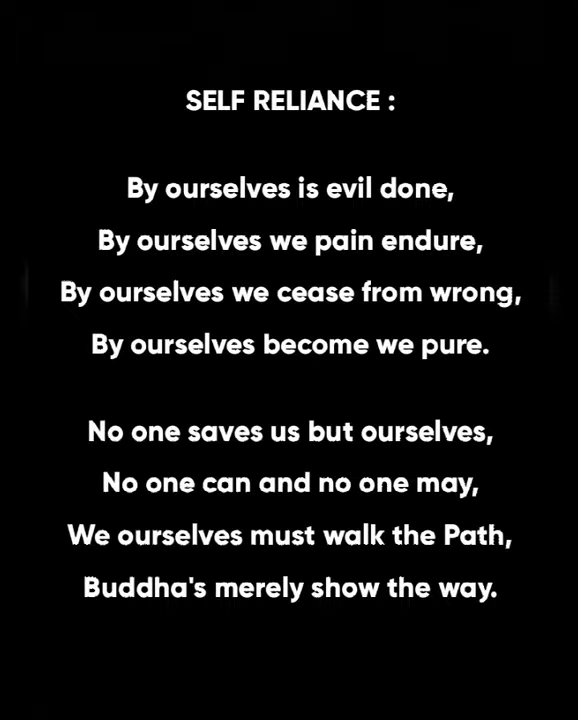 SELF RELIANCE :
By ourselves is evil done,
By ourselves we pain endure,
By ourselves we cease from wrong,
By ourselves become we pure.
No one saves us but ourselves,
No one can and no one may,
We ourselves must walk the Path,
Buddha's merely show the way.